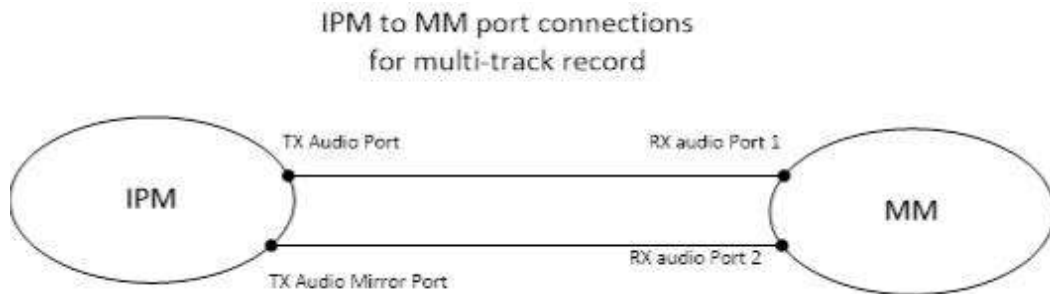 IPM to MM port connections
for multi-track record
TX Audio Port
RX audio Port 1
IPM
MM
RX audio Port 2
TX Audio Mirror Port